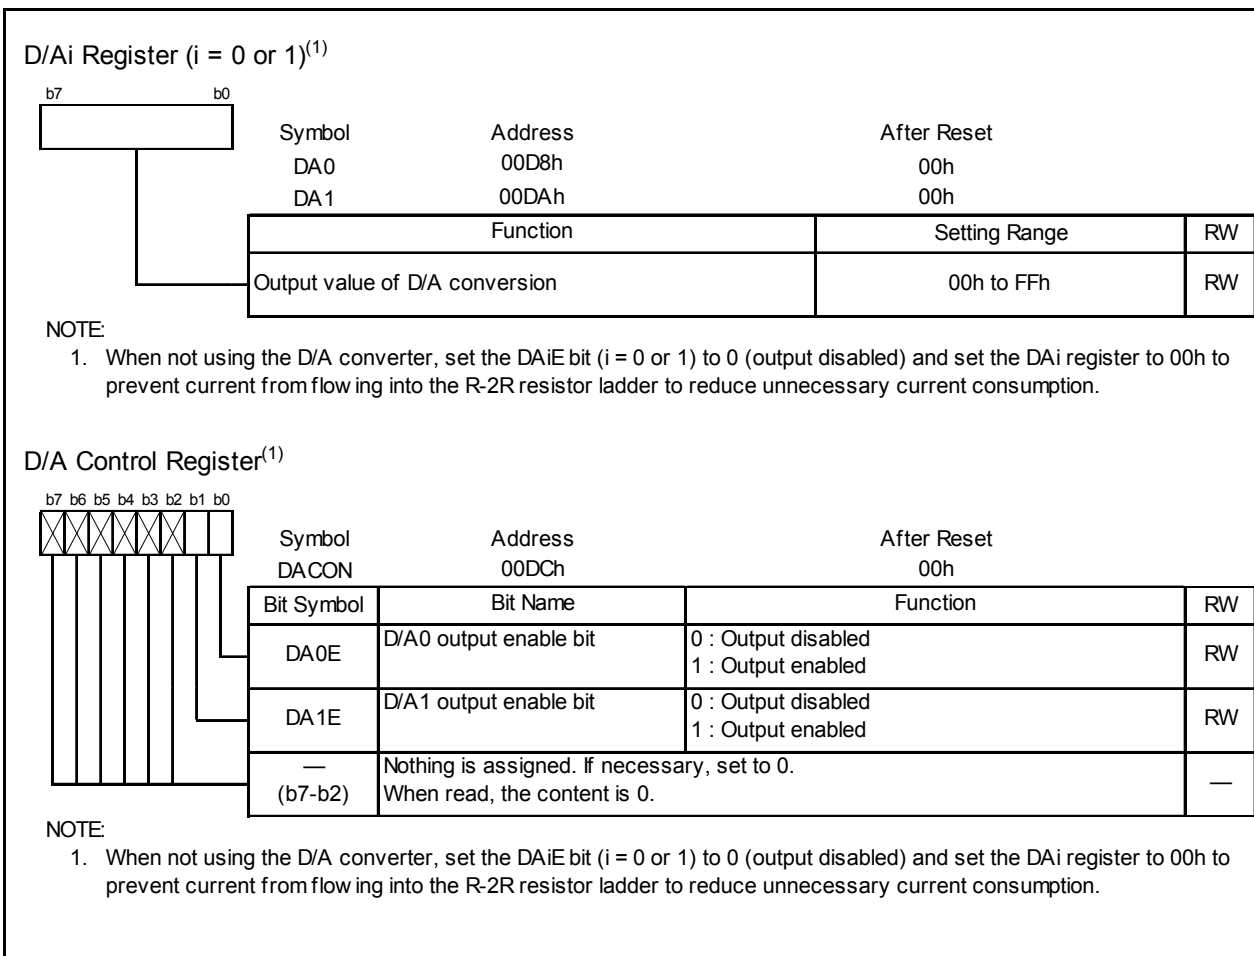 D/Ai Register (i = 0 or 1)(1)
b7 b0
Symbol Address After Reset
DA0 00D8h 00h
DA1 00DAh 00h
Function Setting Range RW
Output value of D/A conversion 00h to FFh RW
NOTE:
1. When not using the D/A converter, set the DAiE bit (i = 0 or 1) to 0 (output disabled) and set the DAi register to 00h to
prevent current from flowing into the R-2R resistor ladder to reduce unnecessary current consumption.
D/A Control Register(1)
b7 b6 b5 b4 b3 b2 b1 b0
Symbol Address After Reset
DACON 00DCh 00h
Bit Symbol Bit Name Function RW
DA0E D/A0 output enable bit 0 : Output disabled
1 : Output enabled RW
DA1E D/A1 output enable bit 0 : Output disabled
1 : Output enabled RW
— Nothing is assigned. If necessary, set to 0.
(b7-b2) When read, the content is 0. —
NOTE:
1. When not using the D/A converter, set the DAiE bit (i = 0 or 1) to 0 (output disabled) and set the DAi register to 00h to
prevent current from flowing into the R-2R resistor ladder to reduce unnecessary current consumption.